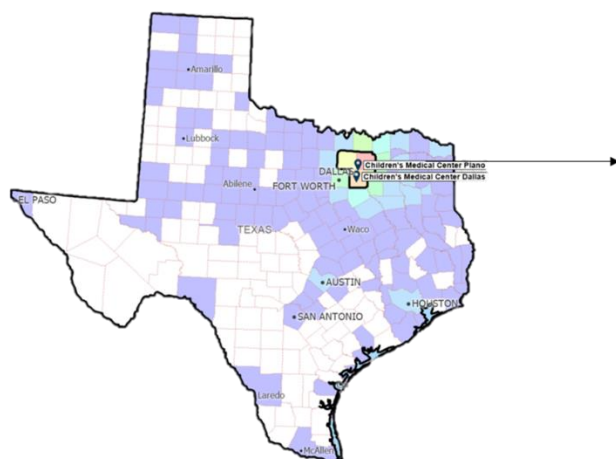 Amarillo
Lubbock
Children's Medical Center Plano
DALLAS
Children's Medical Center Dallas
Abilene
FORT WORTH
EL PASO
TEXAS
Waco
AUSTIN
HOUSTON
SAN ANTONIO
Laredo
McAllen